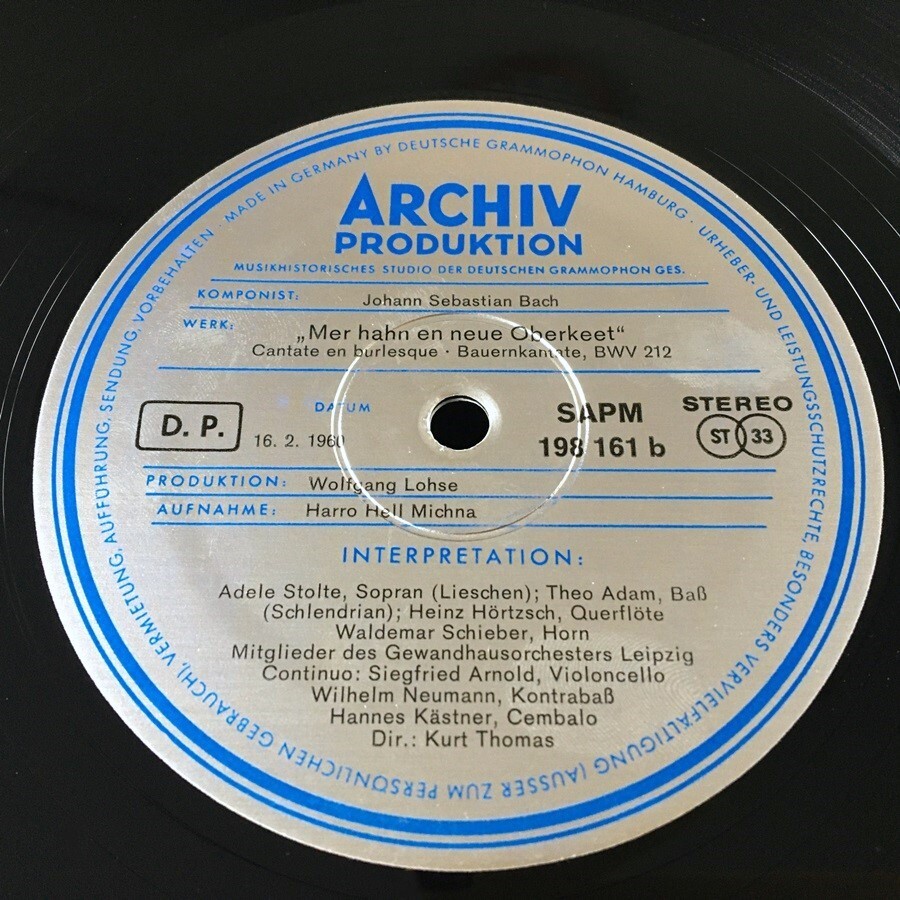 MADE IN GERMANY BY DEUTSCHE GRAMMOPHON HAMBURG · URHEBER- UND LEISTUNGSSCHUTZRECHTE, BESONDERS VERVIELFÄLTIGUNG (AUSSER ZUM PERSÖNLICHEN GEBRAUCH), VERMIETUNG, AUFFÜHRUNG, SENDUNG, VORBEHALTEN ·
ARCHIV
PRODUKTION
MUSIKHISTORISCHES STUDIO DER DEUTSCHEN GRAMMOPHON GES.
KOMPONIST: Johann Sebastian Bach
WERK: „Mer hahn en neue Oberkeet“
Cantate en burlesque · Bauernkantate, BWV 212
D. P.
DATUM
16. 2. 1960
SAPM
198 161 b
STEREO
ST 33
PRODUKTION: Wolfgang Lohse
AUFNAHME: Harro Hell Michna
INTERPRETATION:
Adele Stolte, Sopran (Lieschen); Theo Adam, Baß
(Schlendrian); Heinz Hörtzsch, Querflöte
Waldemar Schieber, Horn
Mitglieder des Gewandhausorchesters Leipzig
Continuo: Siegfried Arnold, Violoncello
Wilhelm Neumann, Kontrabaß
Hannes Kästner, Cembalo
Dir.: Kurt Thomas